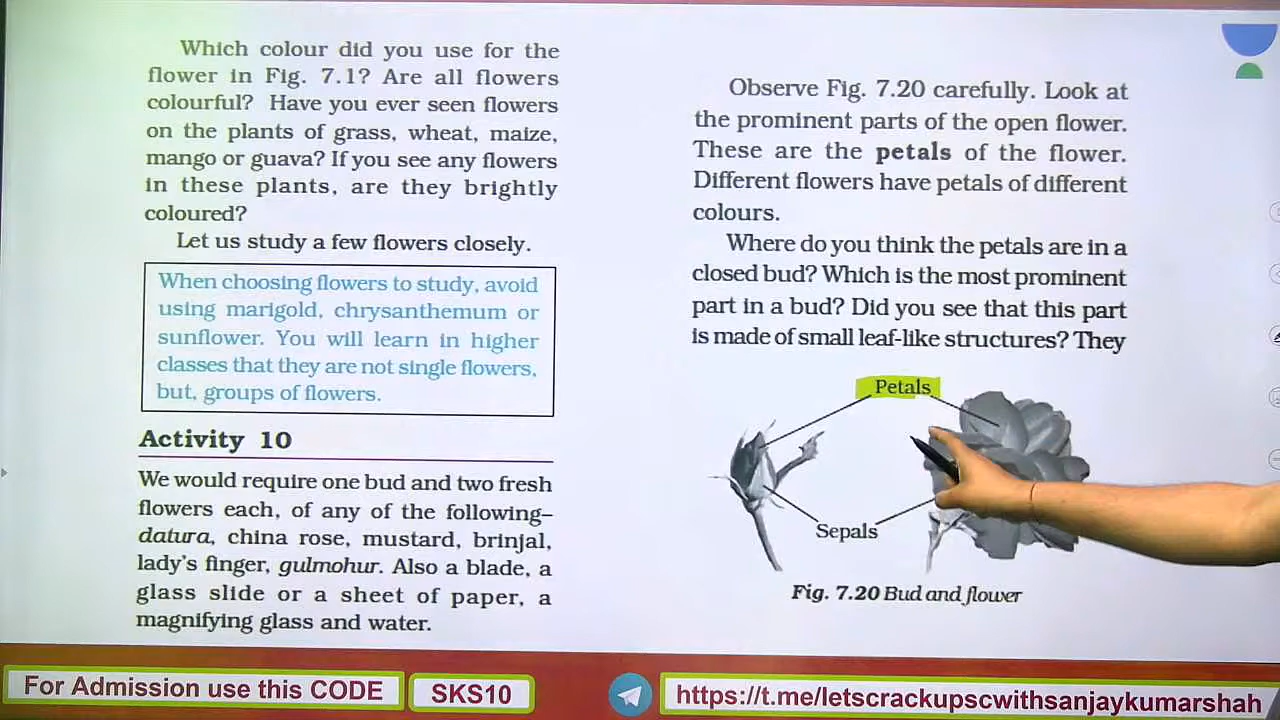 Which colour did you use for the
flower in Fig. 7.1? Are all flowers
colourful? Have you ever seen flowers
on the plants of grass, wheat, maize,
mango or guava? If you see any flowers
in these plants, are they brightly
coloured?
Let us study a few flowers closely.
When choosing flowers to study, avoid
using marigold, chrysanthemum or
sunflower. You will learn in higher
classes that they are not single flowers,
but, groups of flowers.
Activity 10
We would require one bud and two fresh
flowers each, of any of the following–
datura, china rose, mustard, brinjal,
lady's finger, gulmohur. Also a blade, a
glass slide or a sheet of paper, a
magnifying glass and water.
Observe Fig. 7.20 carefully. Look at
the prominent parts of the open flower.
These are the petals of the flower.
Different flowers have petals of different
colours.
Where do you think the petals are in a
closed bud? Which is the most prominent
part in a bud? Did you see that this part
is made of small leaf-like structures? They
Petals
Sepals
Fig. 7.20 Bud and flower
For Admission use this CODE
SKS10
https://t.me/letscrackupscwithsanjaykumarshah